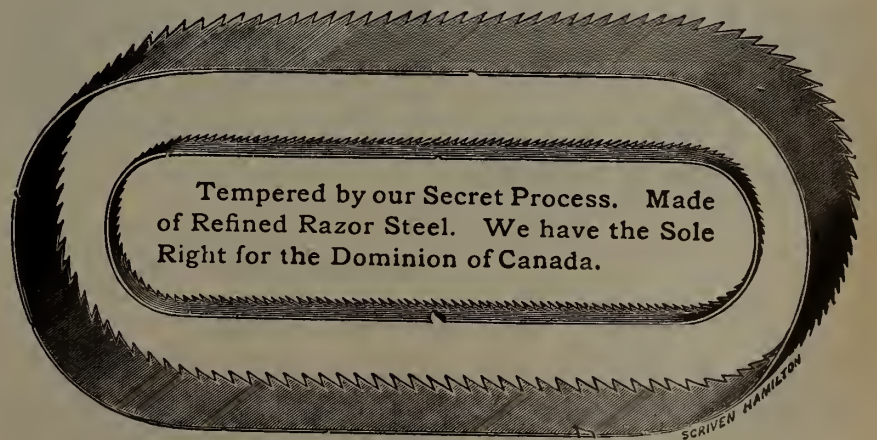 Tempered by our Secret Process. Made
of Refined Razor Steel. We have the Sole
Right for the Dominion of Canada.
SCRIVEN HAMILTON